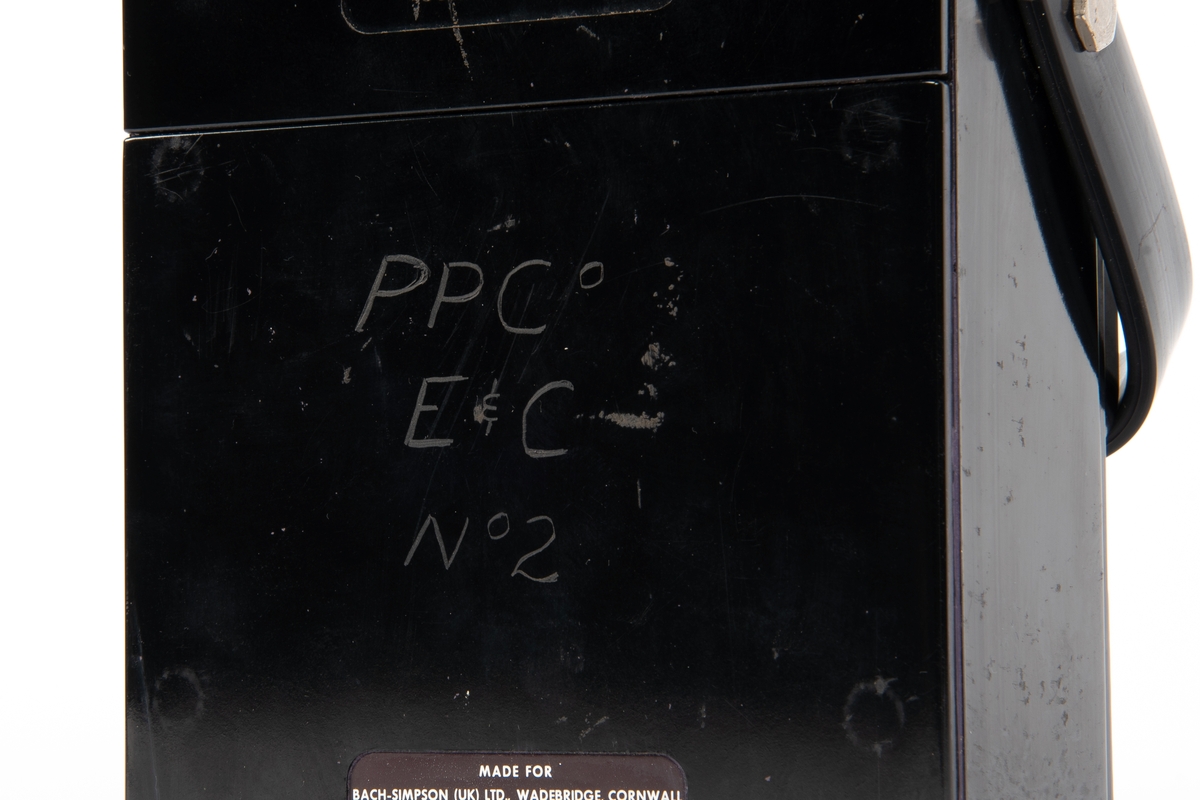 PPC°
E&C
N°2
MADE FOR
BACH-SIMPSON (UK) LTD., WADEBRIDGE, CORNWALL